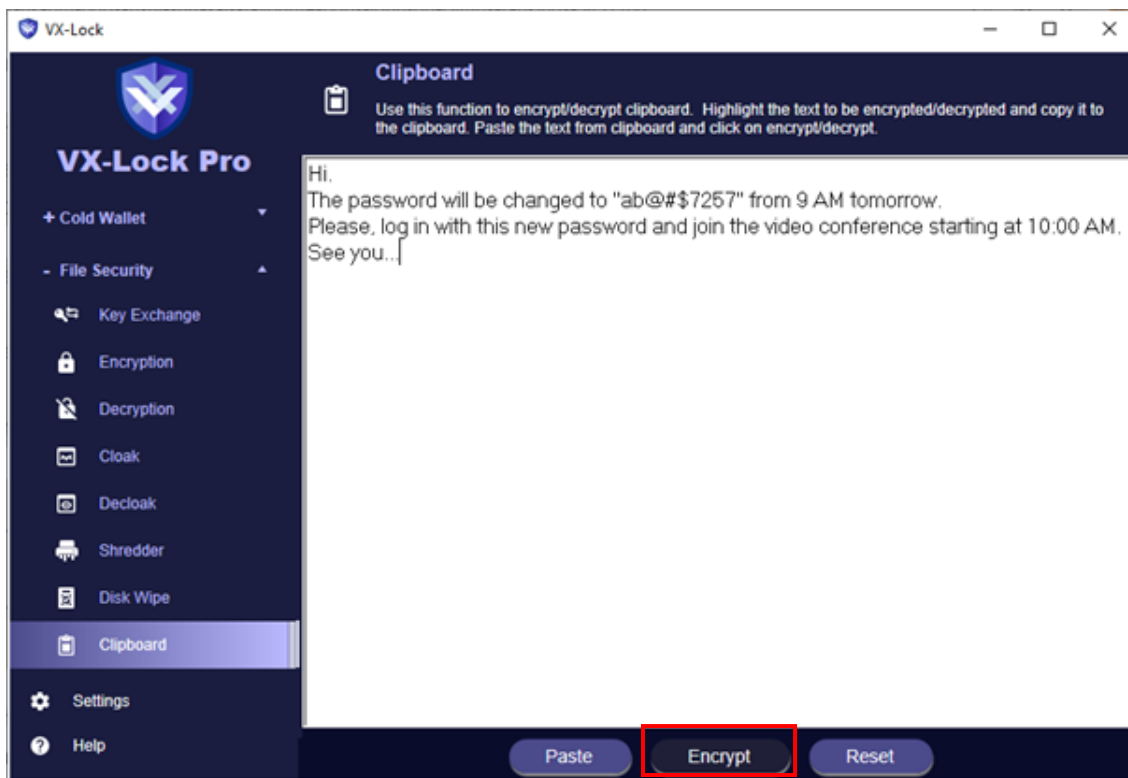 VX-Lock
VX-Lock Pro
+ Cold Wallet
- File Security
Key Exchange
Encryption
Decryption
Cloak
Decloak
Shredder
Disk Wipe
Clipboard
Settings
Help
Clipboard
Use this function to encrypt/decrypt clipboard. Highlight the text to be encrypted/decrypted and copy it to
the clipboard. Paste the text from clipboard and click on encrypt/decrypt.
Hi.
The password will be changed to "ab@#$7257" from 9 AM tomorrow.
Please, log in with this new password and join the video conference starting at 10:00 AM.
See you...
Paste
Encrypt
Reset